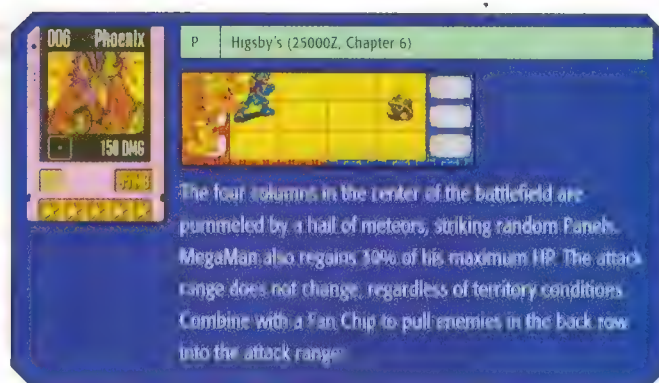 006 Phoenix
150 DMG
P Higsby's (25000Z, Chapter 6)
The four columns in the center of the battlefield are
pummeled by a hail of meteors, striking random Panels.
MegaMan also regains 30% of his maximum HP. The attack
range does not change, regardless of territory conditions.
Combine with a Fan Chip to pull enemies in the back row
into the attack range.